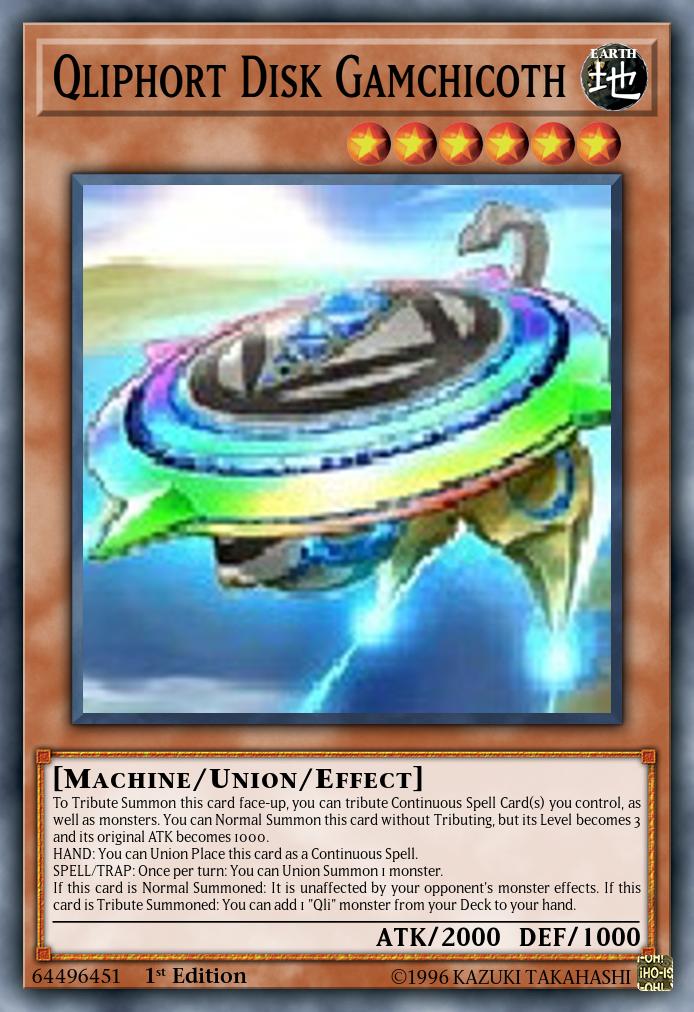 Qliphort Disk Gamchicoth
EARTH
地
[Machine/Union/Effect]
To Tribute Summon this card face-up, you can tribute Continuous Spell Card(s) you control, as
well as monsters. You can Normal Summon this card without Tributing, but its Level becomes 3
and its original ATK becomes 1000.
HAND: You can Union Place this card as a Continuous Spell.
SPELL/TRAP: Once per turn: You can Union Summon 1 monster.
If this card is Normal Summoned: It is unaffected by your opponent's monster effects. If this
card is Tribute Summoned: You can add 1 "Qli" monster from your Deck to your hand.
ATK/2000 DEF/1000
64496451 1st Edition ©1996 KAZUKI TAKAHASHI